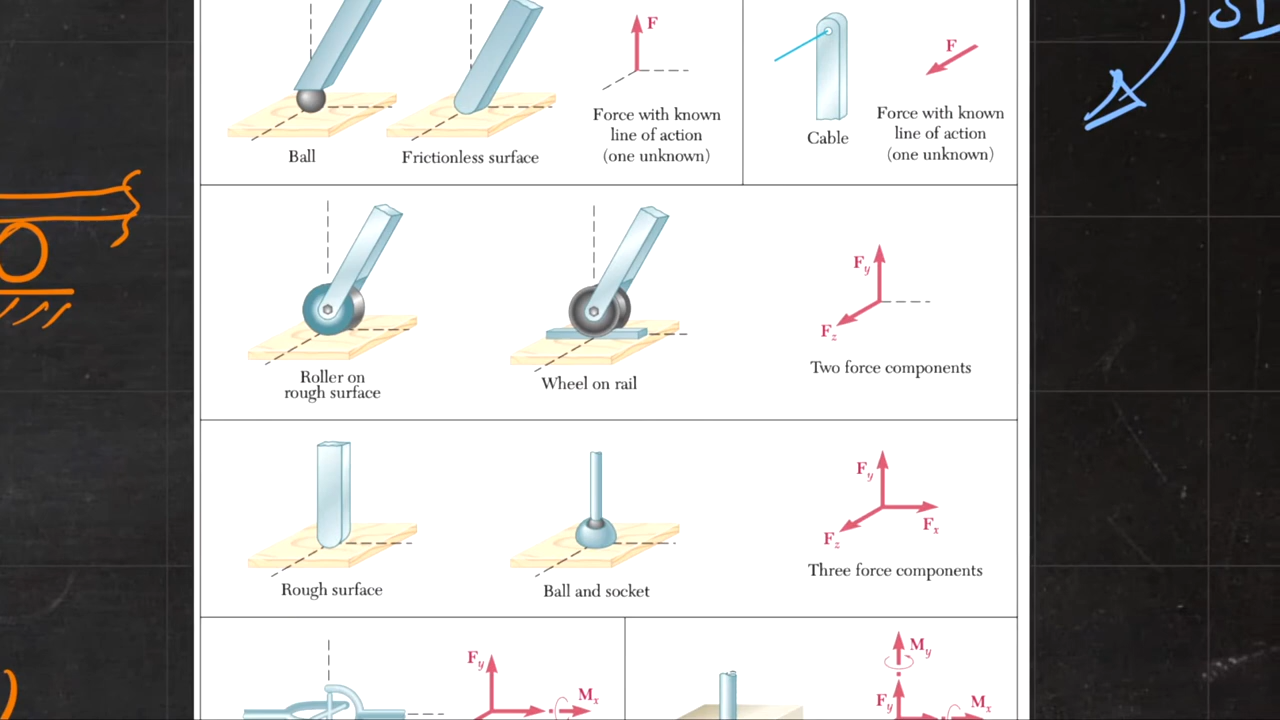 F
Force with known
line of action
(one unknown)
Ball
Frictionless surface
F
Cable
Force with known
line of action
(one unknown)
Roller on
rough surface
Wheel on rail
Fy
Fz
Two force components
Rough surface
Ball and socket
Fy
Fx
Fz
Three force components
Fy
Mx
My
Fy
Mx